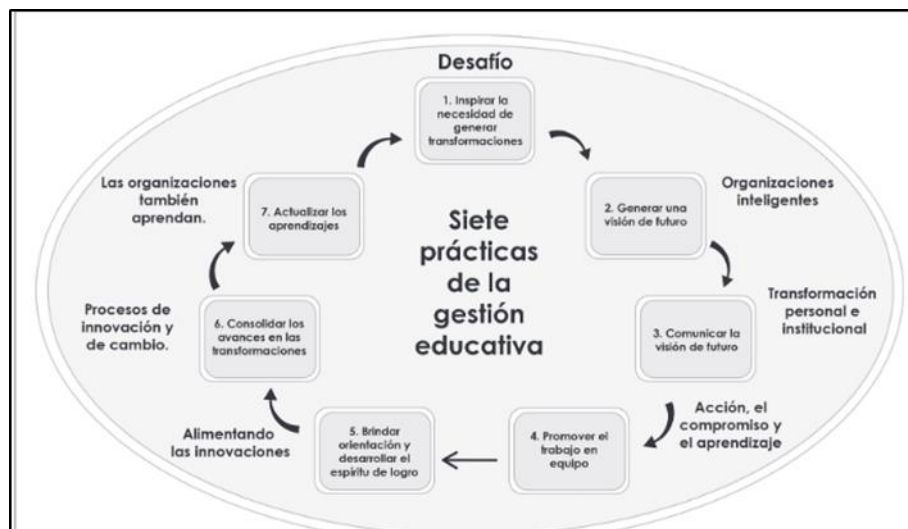 Desafío
1. Inspirar la
necesidad de
generar
transformaciones
Organizaciones
inteligentes
2. Generar una
visión de futuro
Transformación
personal e
institucional
3. Comunicar la
visión de futuro
Acción, el
compromiso y
el aprendizaje
4. Promover el
trabajo en
equipo
5. Brindar
orientación y
desarrollar el
espíritu de logro
Alimentando
las innovaciones
6. Consolidar los
avances en las
transformaciones
Procesos de
innovación y
de cambio.
7. Actualizar los
aprendizajes
Las organizaciones
también
aprendan.
Siete
prácticas
de la
gestión
educativa